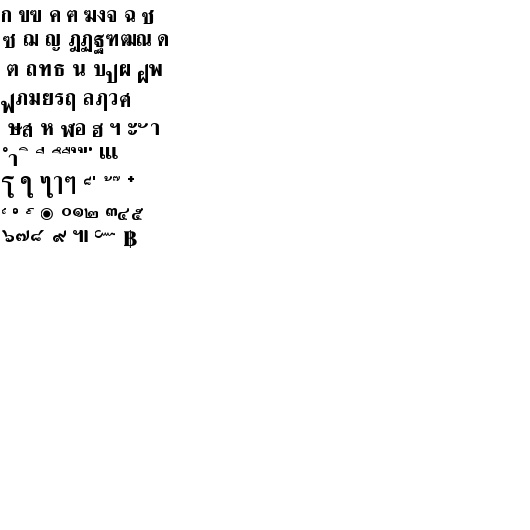 ก ขฃ ค ฅ ฆงจ ฉ ช
ซ ฌ ญ ฎฏฐฑฒณ ด
ต ถทธ น บปผ ฝพ
ฟภมยรฤ ลฦวศ
ษส ห ฬอ ฮ ฯ ะ ั า
ำ ิ ี ึ ื ุ ู ฺ เแ
โ ใ ไๅๆ ็ ่ ้ ๊ ๋
์ ํ ๎ ๏ ๐๑๒ ๓๔๕
๖๗๘ ๙ ๚ ๛ ฿